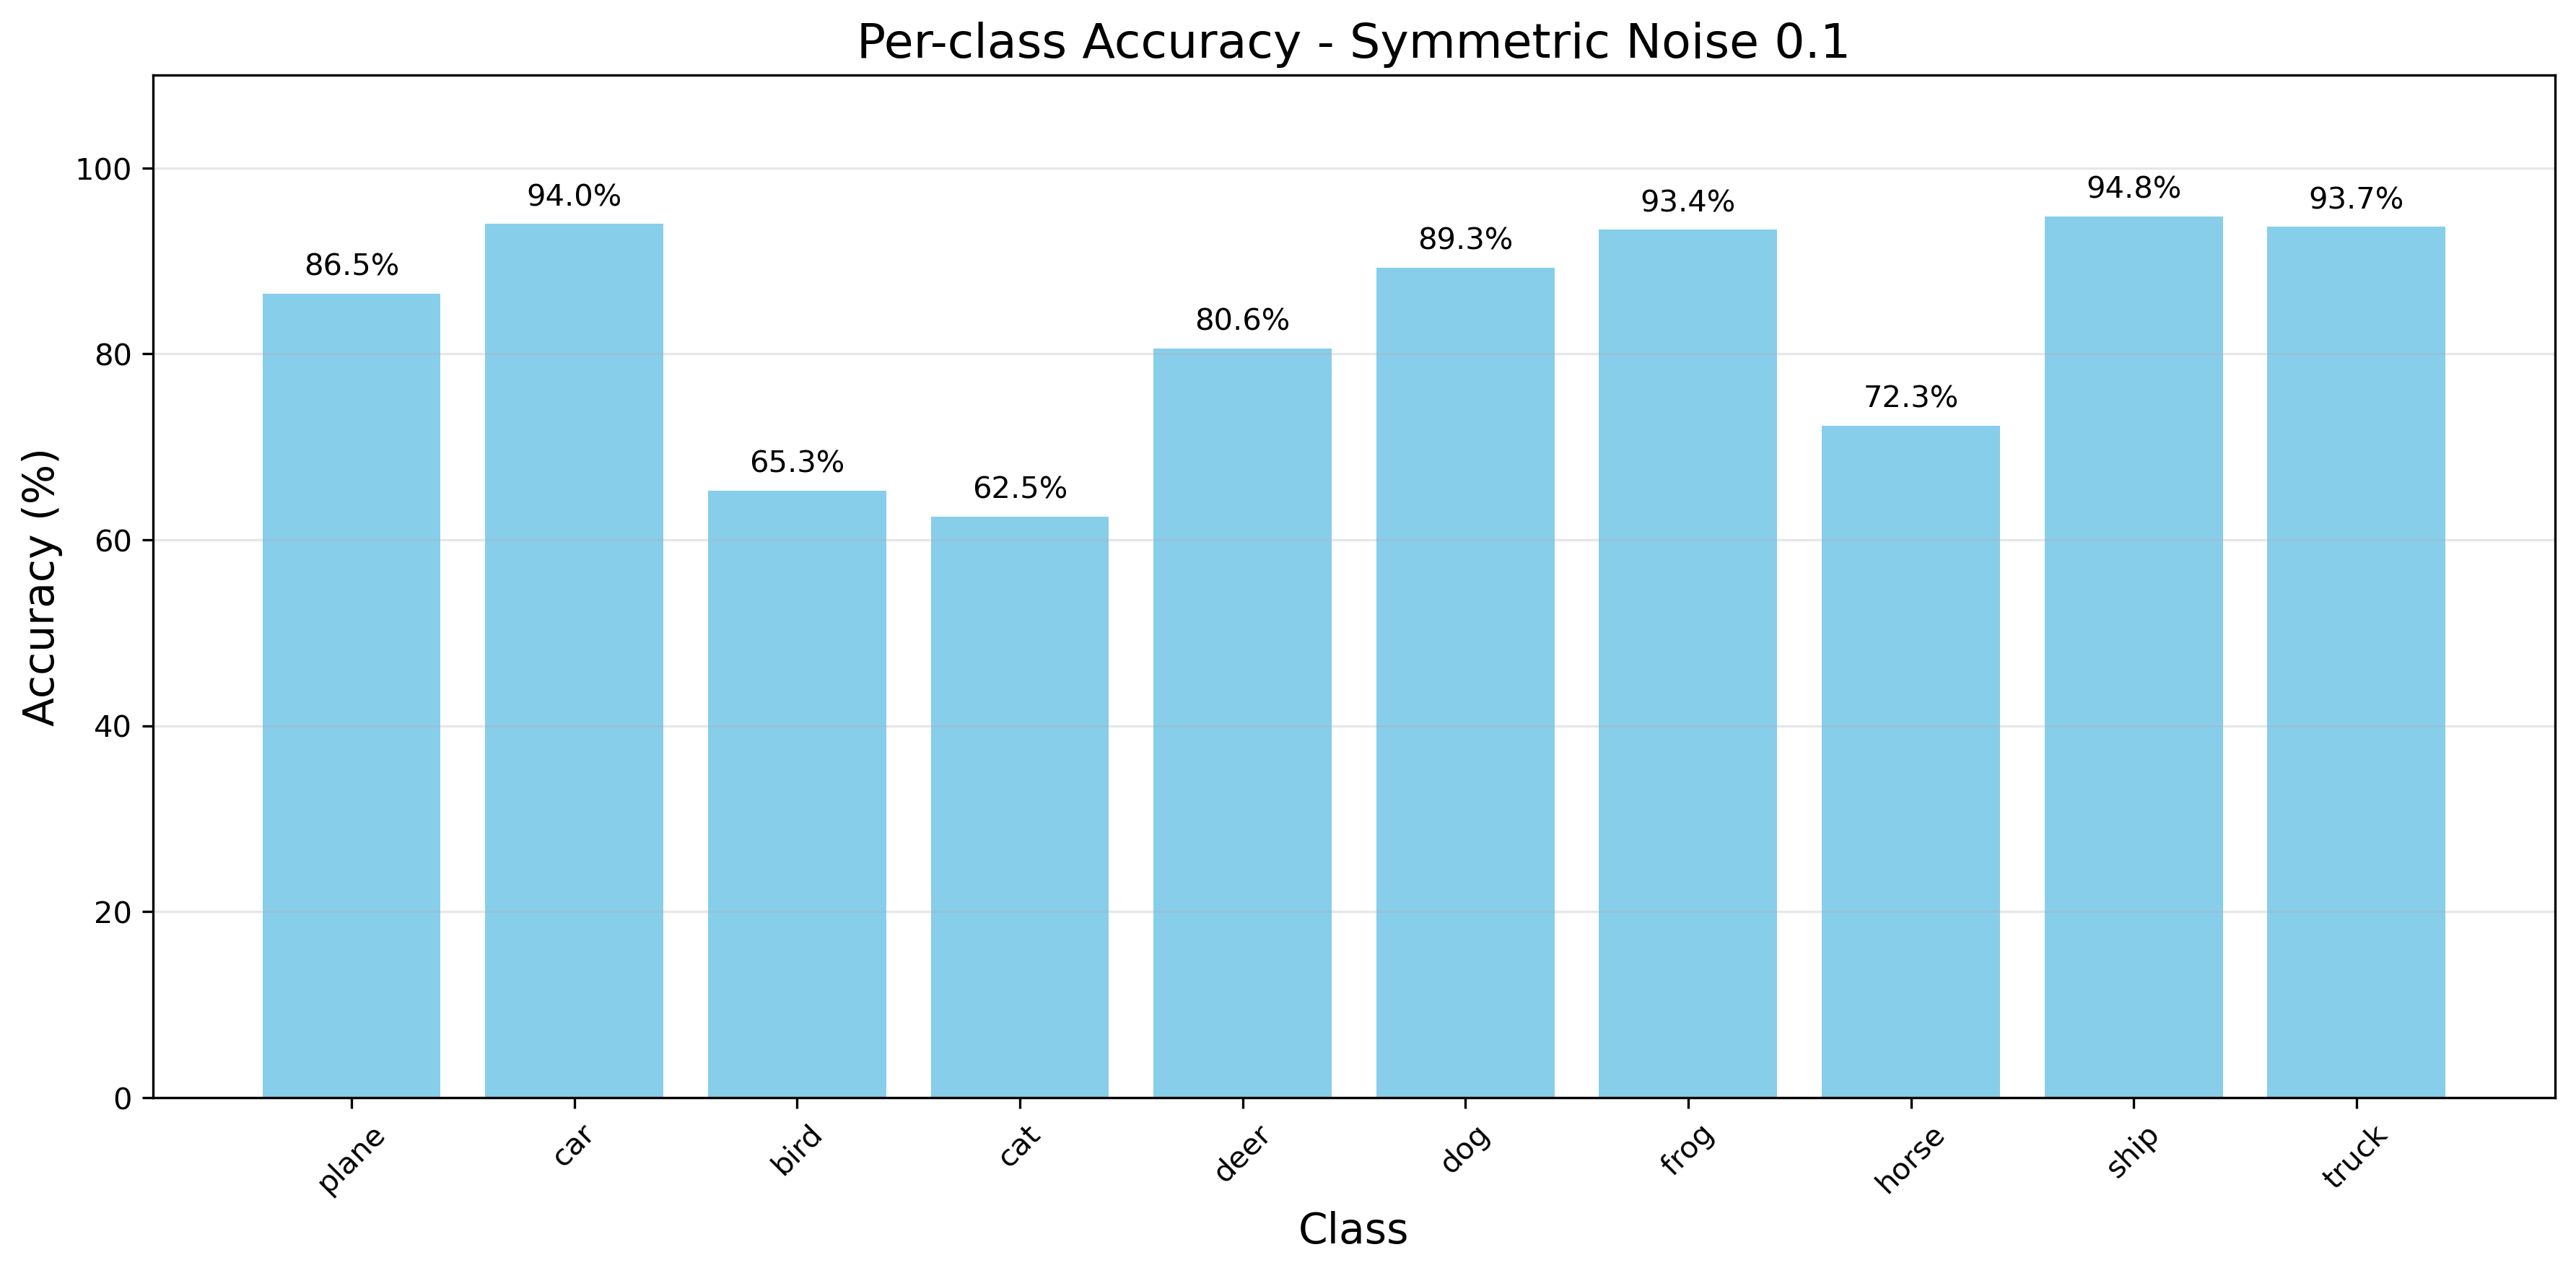 Per-class Accuracy - Symmetric Noise 0.1
Accuracy (%)
100
80
60
40
20
0
86.5%
94.0%
65.3%
62.5%
80.6%
89.3%
93.4%
72.3%
94.8%
93.7%
plane
car
bird
cat
deer
dog
frog
horse
ship
truck
Class